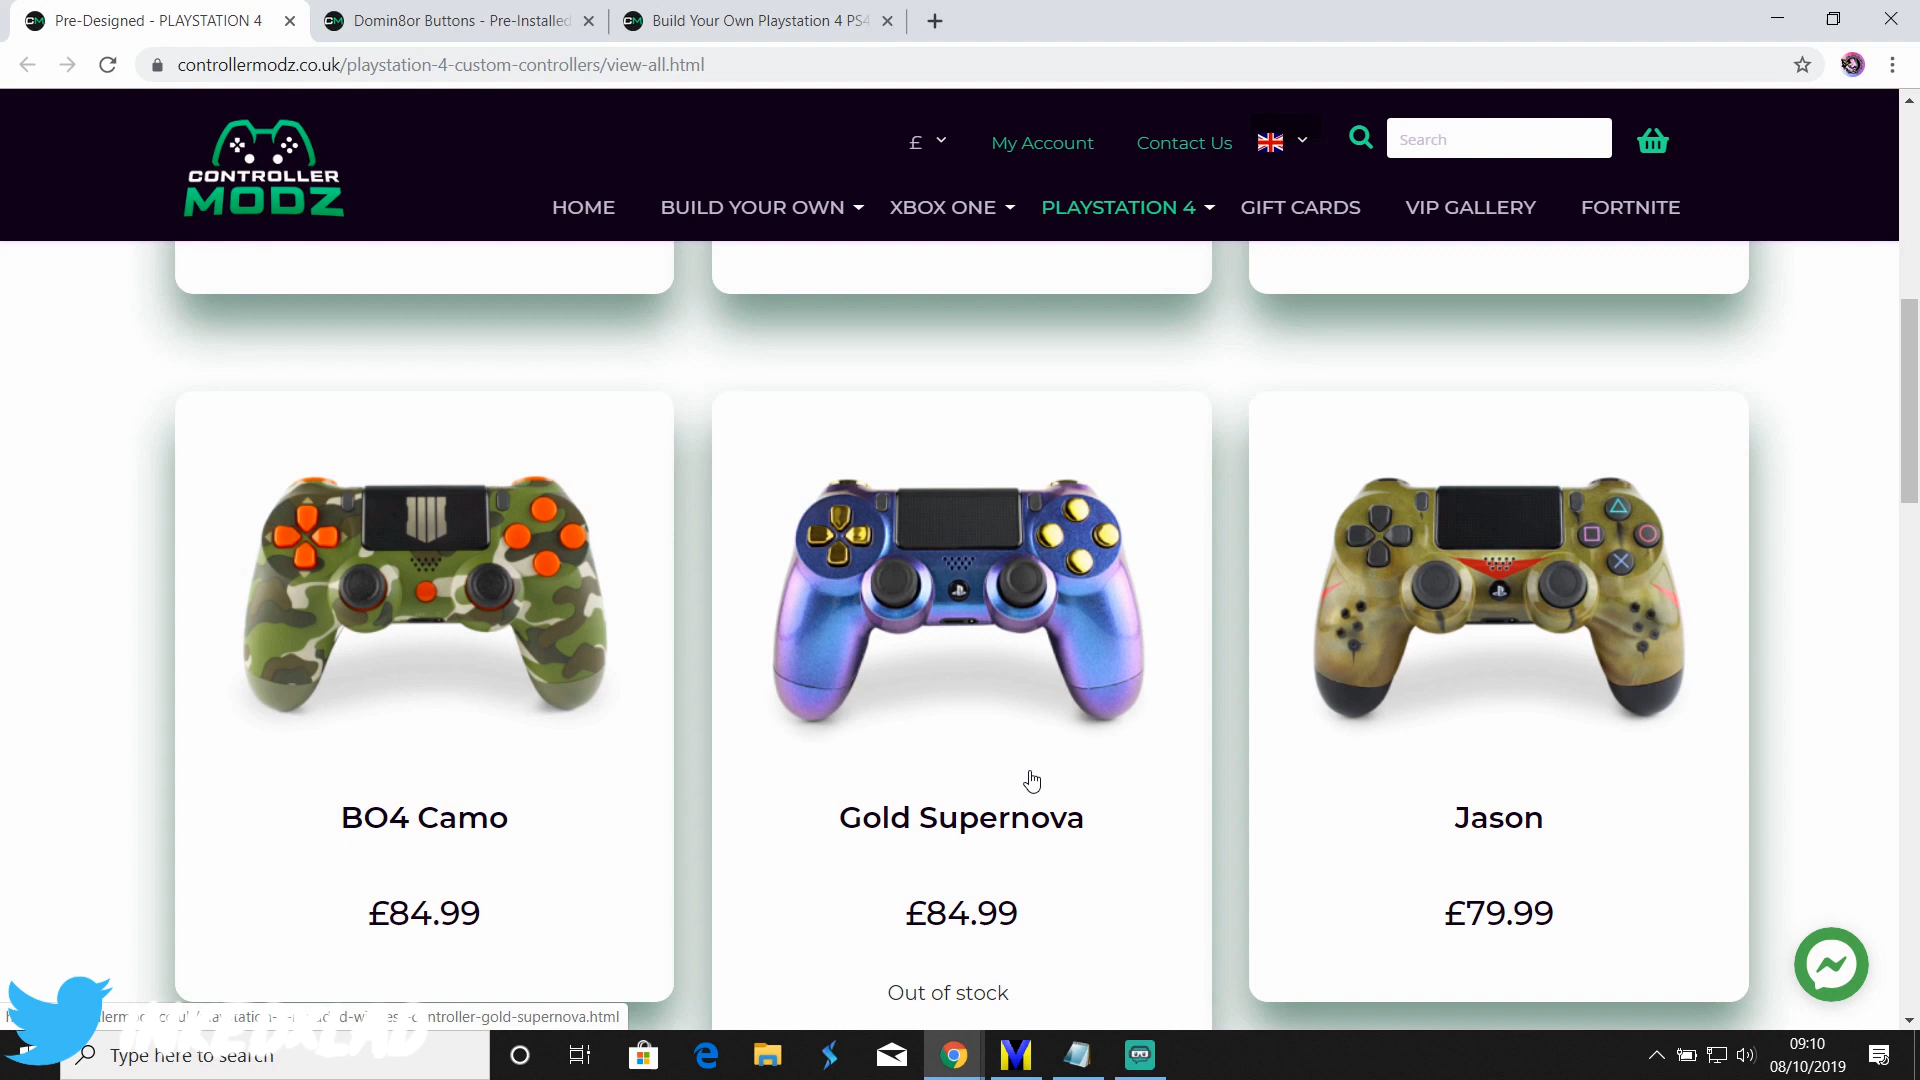 Pre-Designed - PLAYSTATION 4
Domin8or Buttons - Pre-Installed
Build Your Own Playstation 4 PS4
controllermodz.co.uk/playstation-4-custom-controllers/view-all.html
CONTROLLER
MODZ
£
My Account
Contact Us
Search
HOME
BUILD YOUR OWN
XBOX ONE
PLAYSTATION 4
GIFT CARDS
VIP GALLERY
FORTNITE
BO4 Camo
Gold Supernova
Jason
£84.99
£84.99
£79.99
Out of stock
controller-gold-supernova.html
Type here to search
09:10
08/10/2019